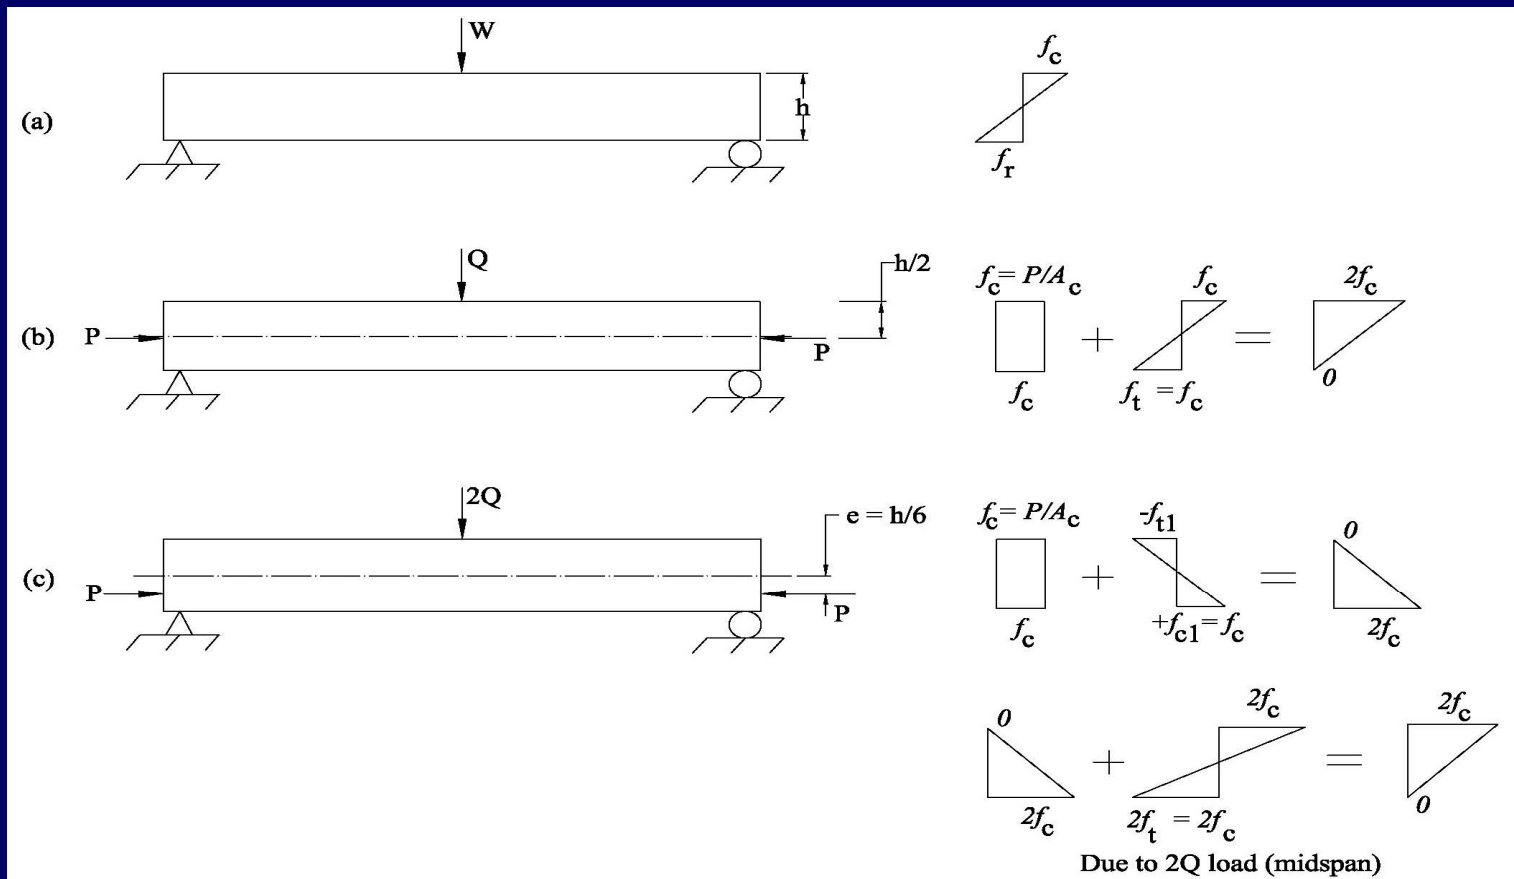 W
f_c
(a)
h
f_r
Q
h/2
f_c = P/A_c
f_c
2f_c
(b)
P
P
+
=
f_c
f_t = f_c
0
2Q
e = h/6
f_c = P/A_c
-f_t1
0
(c)
P
P
+
=
f_c
+f_c1 = f_c
2f_c
0
2f_c
2f_c
+
=
2f_c
2f_t = 2f_c
0
Due to 2Q load (midspan)